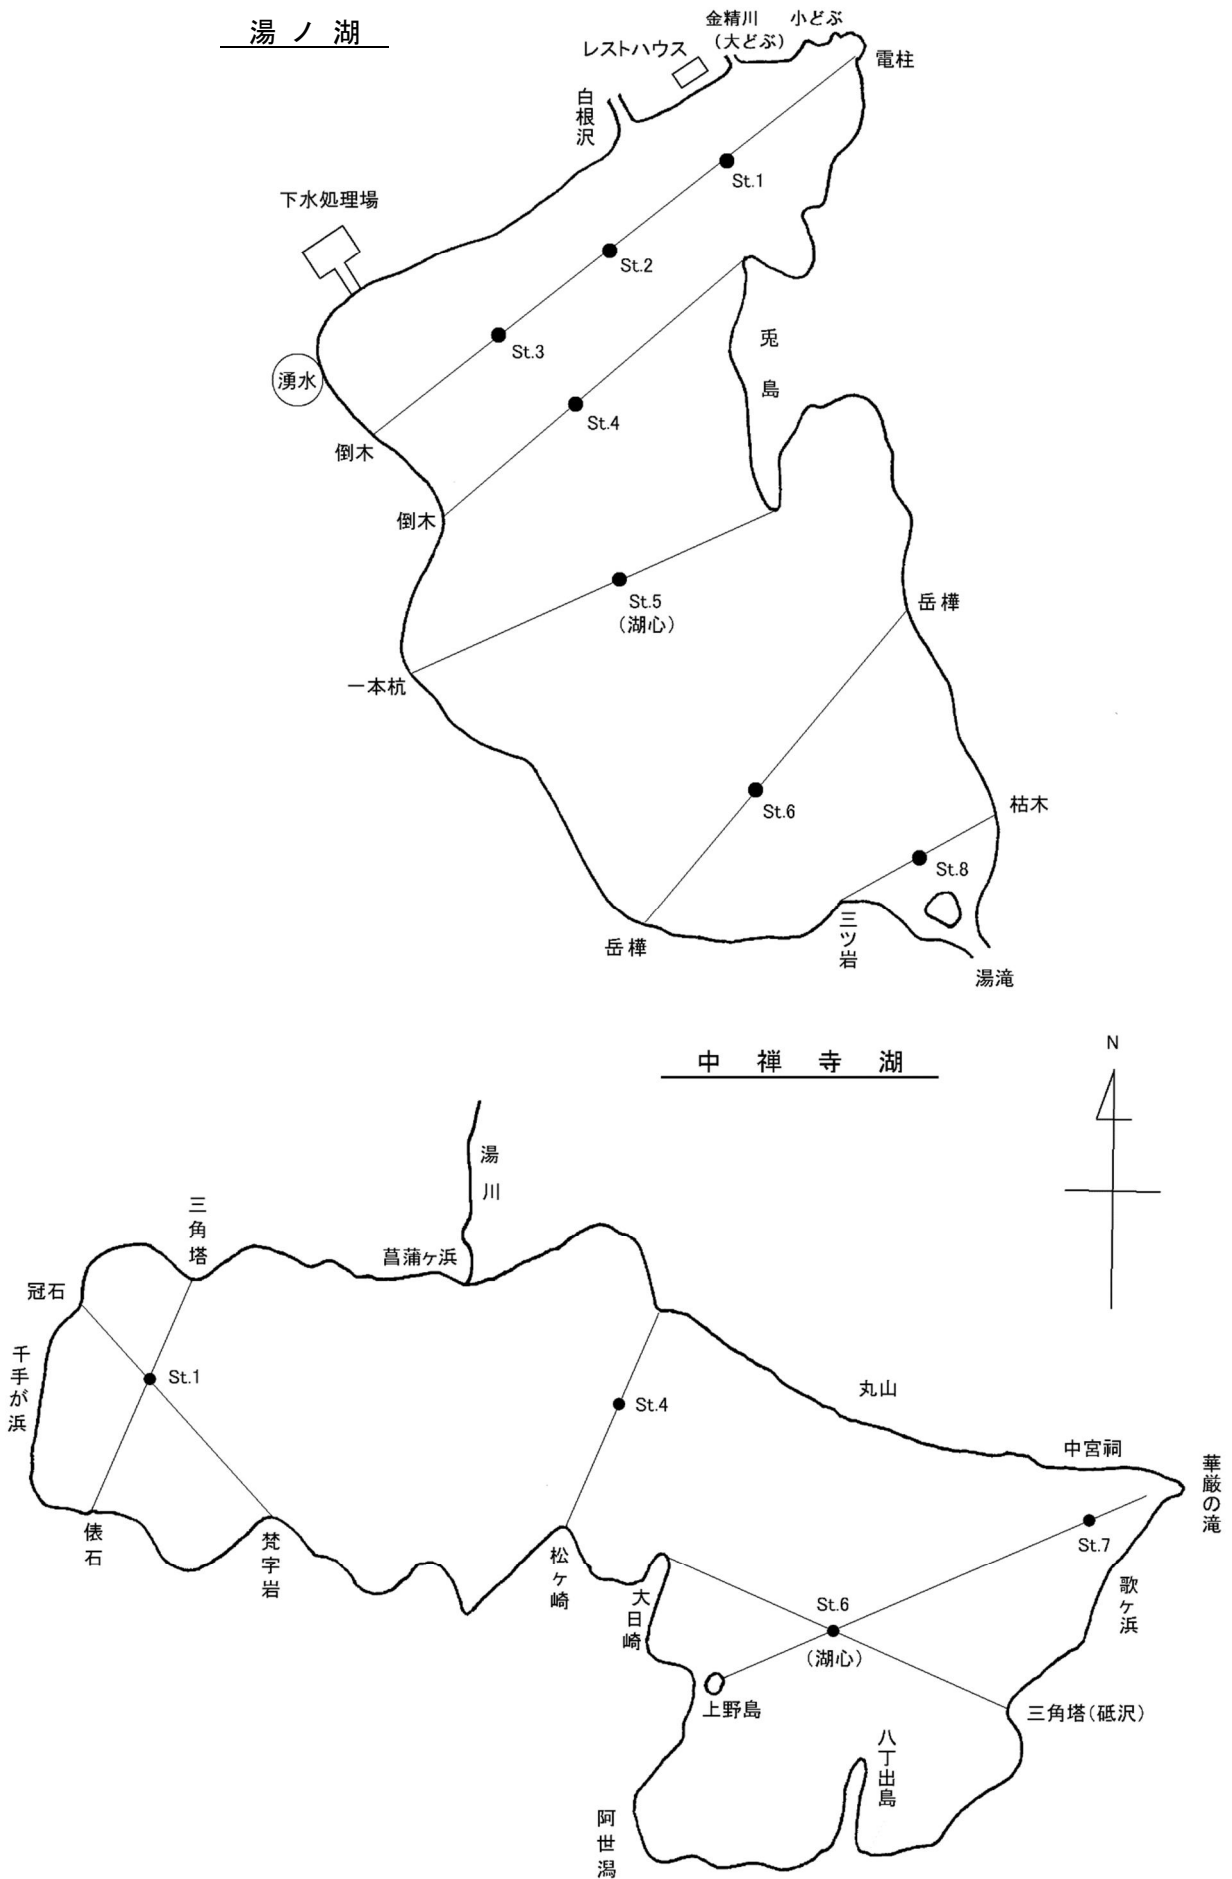 湯ノ湖
金精川
(大どぶ)
小どぶ
レストハウス
電柱
白根沢
St.1
下水処理場
St.2
St.3
湧水
兎島
St.4
倒木
倒木
St.5
(湖心)
岳樺
一本杭
St.6
枯木
St.8
三ツ岩
岳樺
湯滝
中禅寺湖
N
湯川
三角塔
菖蒲ヶ浜
冠石
千手が浜
St.1
St.4
丸山
中宮祠
華厳の滝
俵石
梵字岩
松ヶ崎
大日崎
St.7
歌ヶ浜
St.6
(湖心)
上野島
三角塔(砥沢)
八丁出島
阿世潟